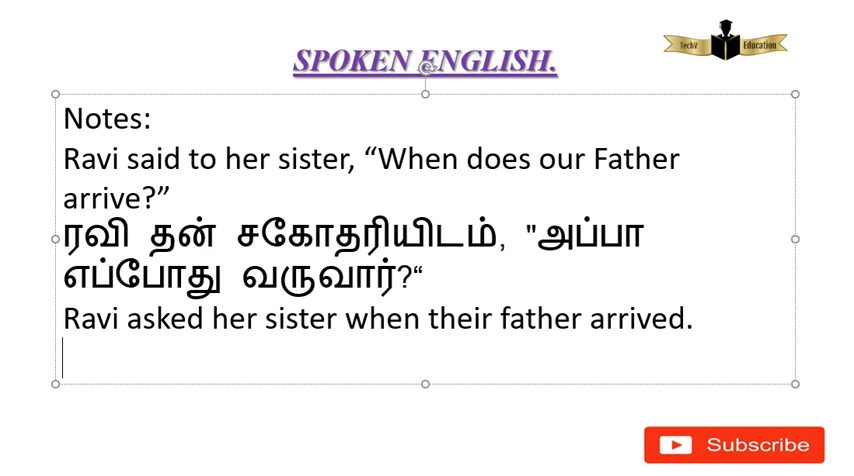 SPOKEN ENGLISH.
TechV Education
Notes:
Ravi said to her sister, “When does our Father
arrive?”
ரவி தன் சகோதரியிடம், "அப்பா
எப்போது வருவார்?“
Ravi asked her sister when their father arrived.
Subscribe